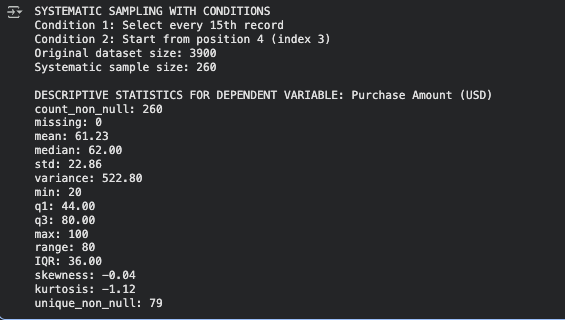 SYSTEMATIC SAMPLING WITH CONDITIONS
Condition 1: Select every 15th record
Condition 2: Start from position 4 (index 3)
Original dataset size: 3900
Systematic sample size: 260
DESCRIPTIVE STATISTICS FOR DEPENDENT VARIABLE: Purchase Amount (USD)
count_non_null: 260
missing: 0
mean: 61.23
median: 62.00
std: 22.86
variance: 522.80
min: 20
q1: 44.00
q3: 80.00
max: 100
range: 80
IQR: 36.00
skewness: -0.04
kurtosis: -1.12
unique_non_null: 79